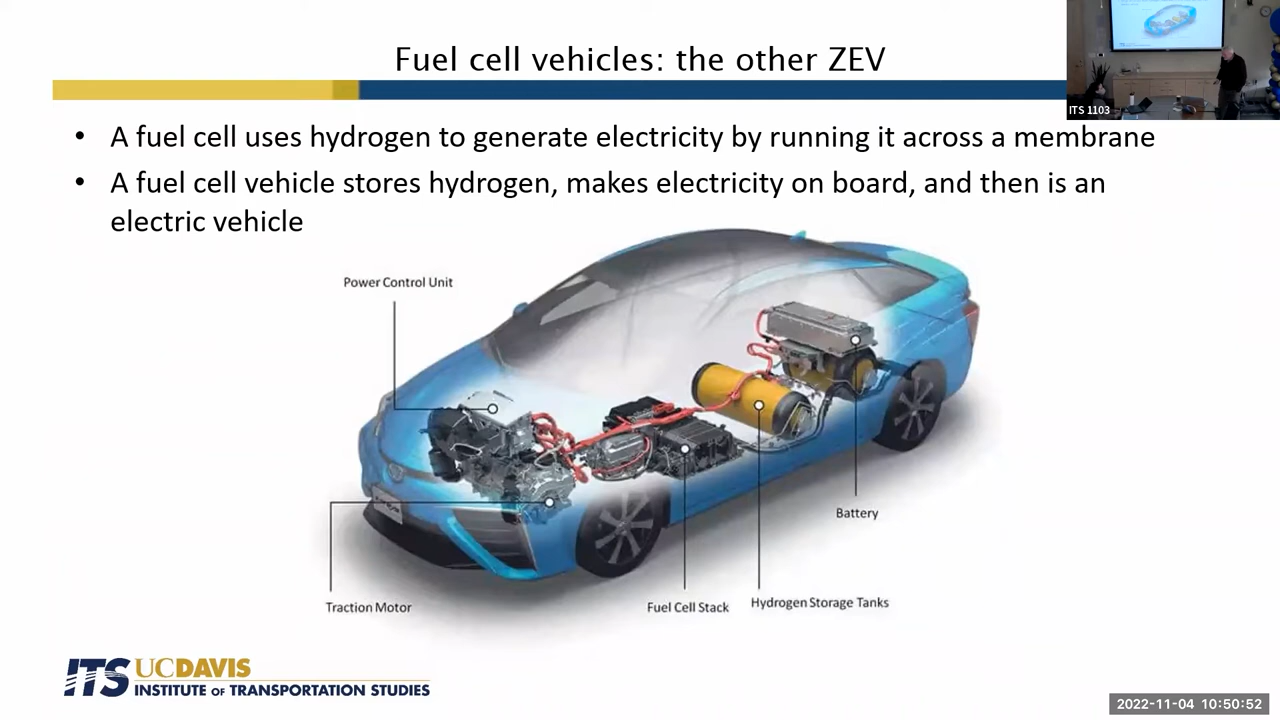 Fuel cell vehicles: the other ZEV
ITS 1103
• A fuel cell uses hydrogen to generate electricity by running it across a membrane
• A fuel cell vehicle stores hydrogen, makes electricity on board, and then is an
electric vehicle
Power Control Unit
Battery
Traction Motor
Fuel Cell Stack
Hydrogen Storage Tanks
ITS UCDAVIS
INSTITUTE OF TRANSPORTATION STUDIES
2022-11-04 10:50:52